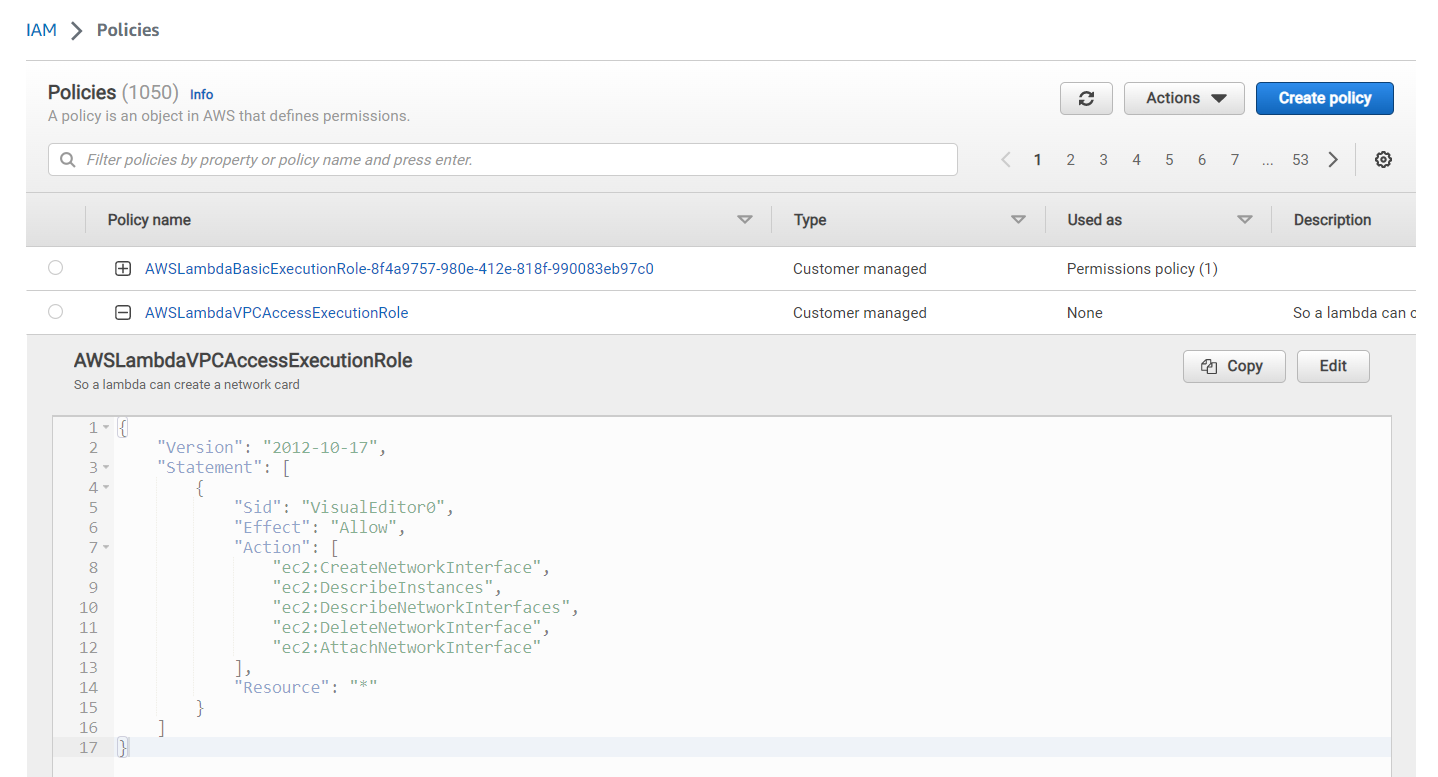 IAM > Policies
Policies (1050) Info
A policy is an object in AWS that defines permissions.
Actions
Create policy
Filter policies by property or policy name and press enter.
1 2 3 4 5 6 7 ... 53
Policy name Type Used as Description
AWSLambdaBasicExecutionRole-8f4a9757-980e-412e-818f-990083eb97c0 Customer managed Permissions policy (1)
AWSLambdaVPCAccessExecutionRole Customer managed None So a lambda can c
AWSLambdaVPCAccessExecutionRole
So a lambda can create a network card
Copy
Edit
1 {
2     "Version": "2012-10-17",
3     "Statement": [
4         {
5             "Sid": "VisualEditor0",
6             "Effect": "Allow",
7             "Action": [
8                 "ec2:CreateNetworkInterface",
9                 "ec2:DescribeInstances",
10                 "ec2:DescribeNetworkInterfaces",
11                 "ec2:DeleteNetworkInterface",
12                 "ec2:AttachNetworkInterface"
13             ],
14             "Resource": "*"
15         }
16     ]
17 }